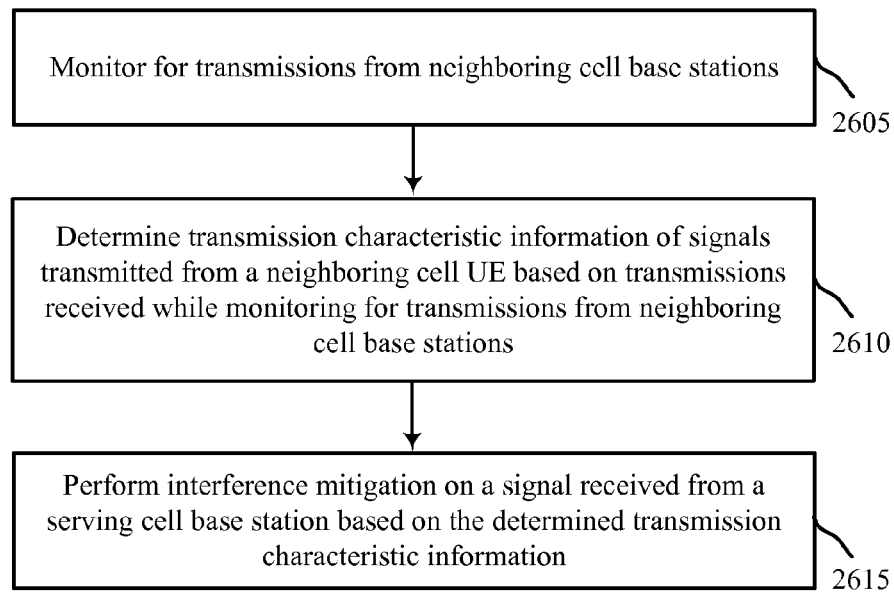 Monitor for transmissions from neighboring cell base stations
2605
Determine transmission characteristic information of signals
transmitted from a neighboring cell UE based on transmissions
received while monitoring for transmissions from neighboring
cell base stations
2610
Perform interference mitigation on a signal received from a
serving cell base station based on the determined transmission
characteristic information
2615